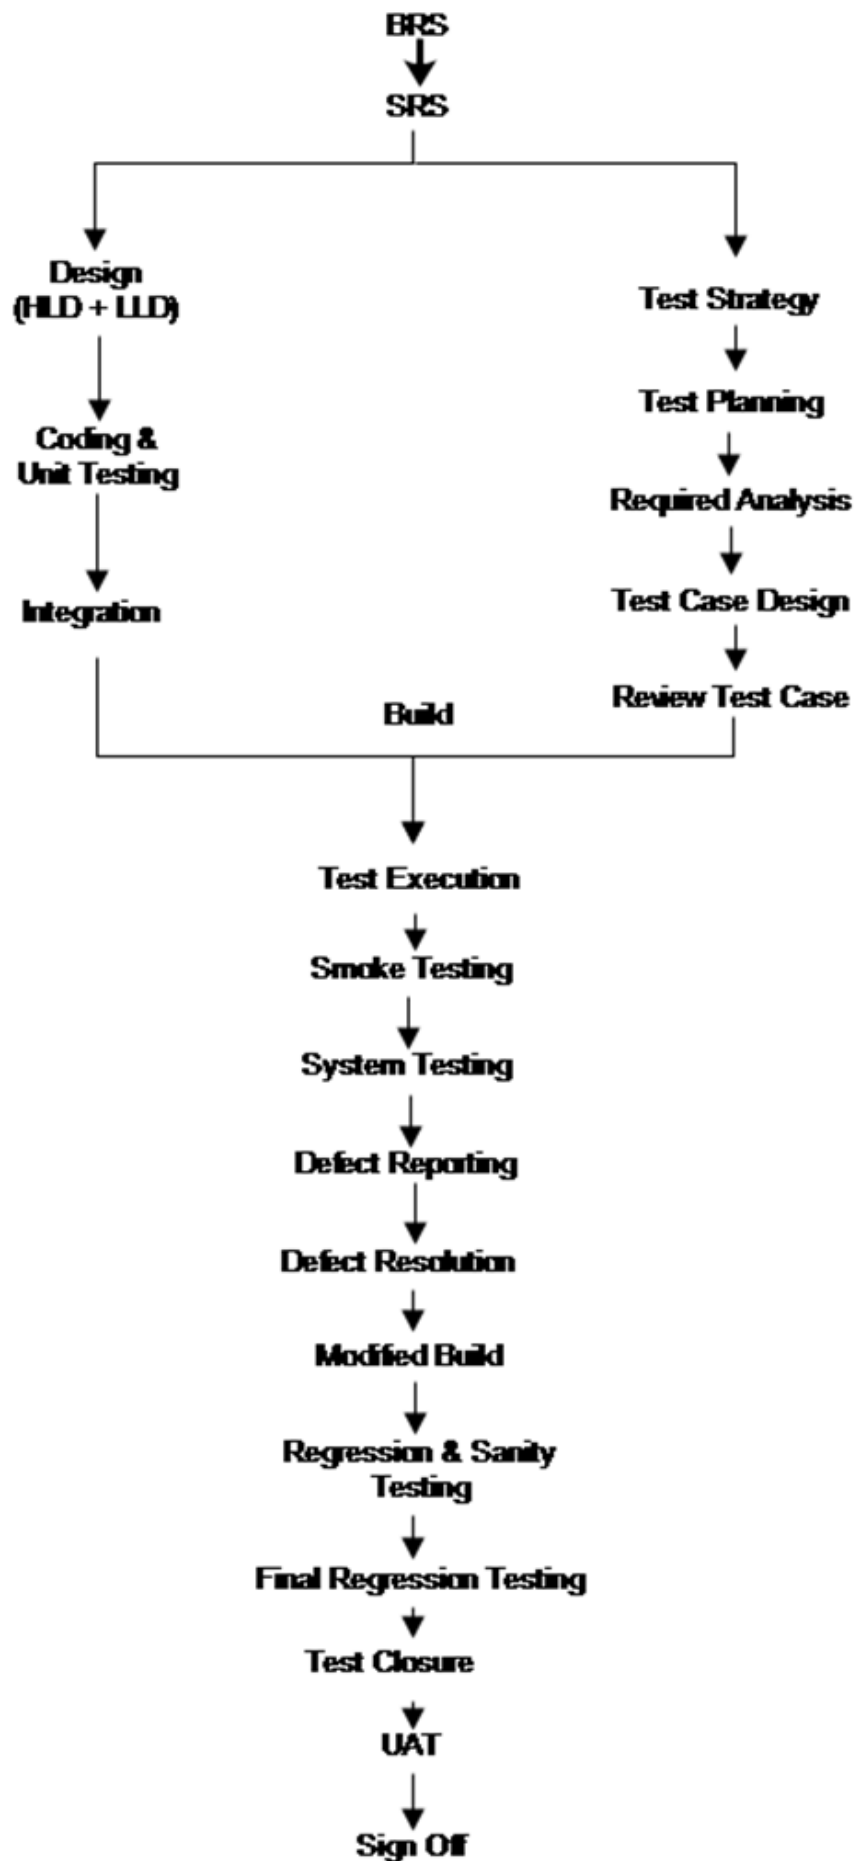 BRS
SRS
Design
(HLD + LLD)
Coding &
Unit Testing
Integration
Test Strategy
Test Planning
Required Analysis
Test Case Design
Review Test Case
Build
Test Execution
Smoke Testing
System Testing
Defect Reporting
Defect Resolution
Modified Build
Regression & Sanity
Testing
Final Regression Testing
Test Closure
UAT
Sign Off